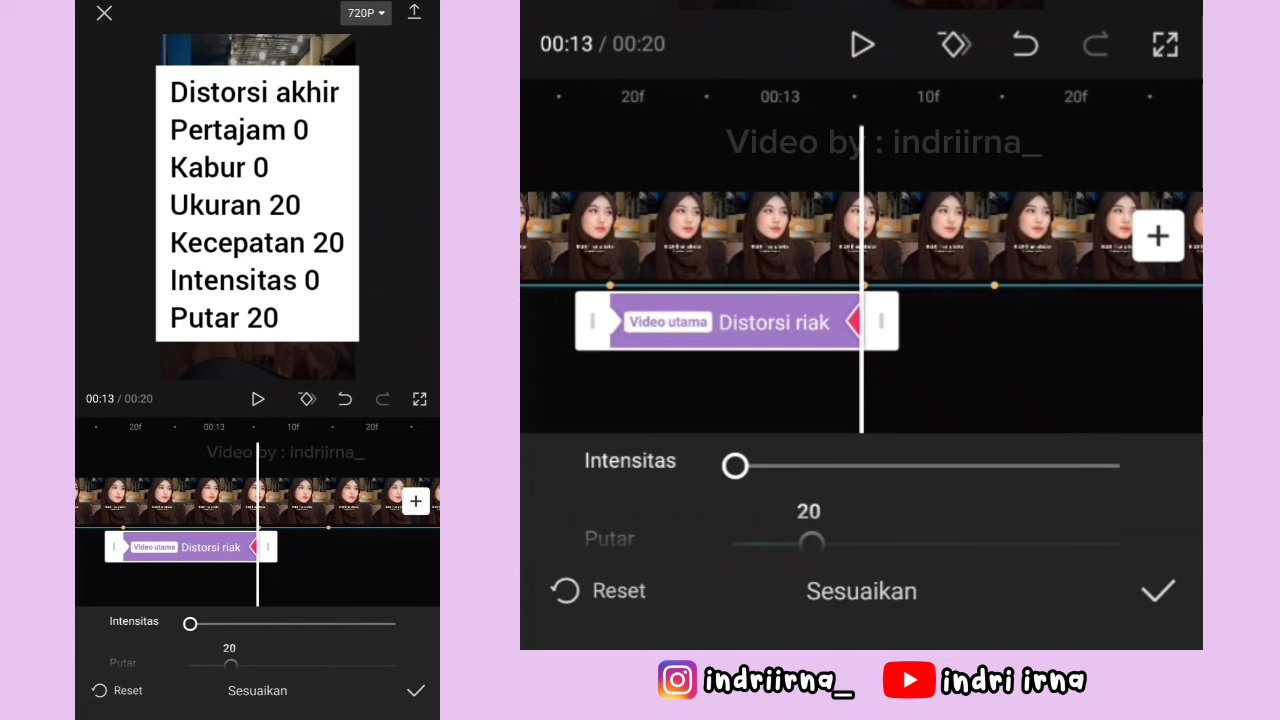 720P
Distorsi akhir
Pertajam 0
Kabur 0
Ukuran 20
Kecepatan 20
Intensitas 0
Putar 20
00:13 / 00:20
20f 00:13 10f 20f
Video by : indriirna_
Video utama Distorsi riak
Intensitas
20
Putar
Reset Sesuaikan
00:13 / 00:20
20f 00:13 10f 20f
Video by : indriirna_
Video utama Distorsi riak
Intensitas
20
Putar
Reset Sesuaikan
indriirna_ indri irna